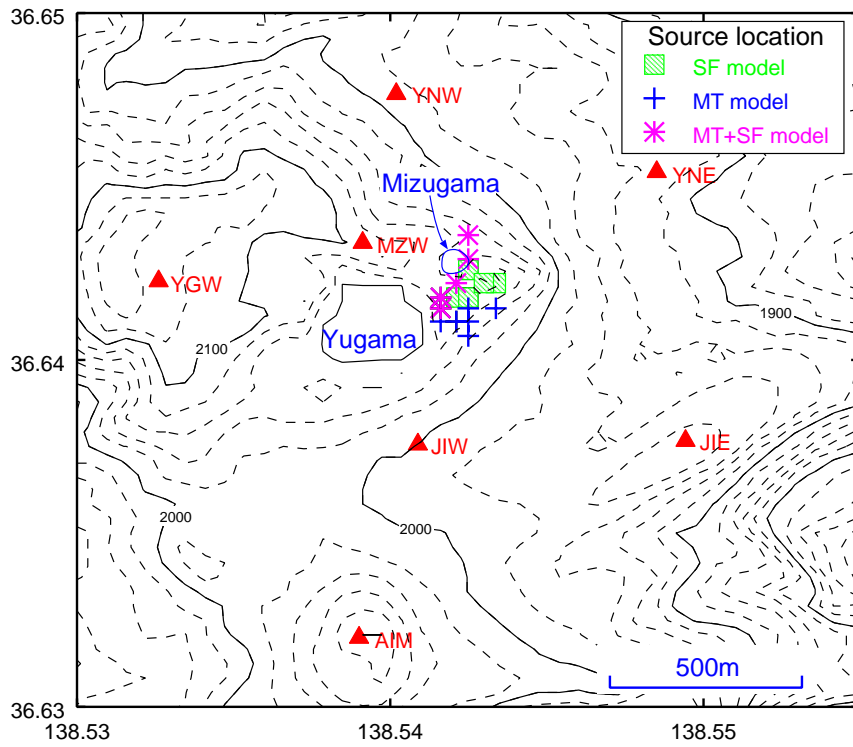 36.65
Source location
SF model
MT model
MT+SF model
YNW
YNE
Mizugama
MZW
YGW
1900
Yugama
2100
36.64
JIW
JIE
2000
2000
AIM
500m
36.63
138.53
138.54
138.55